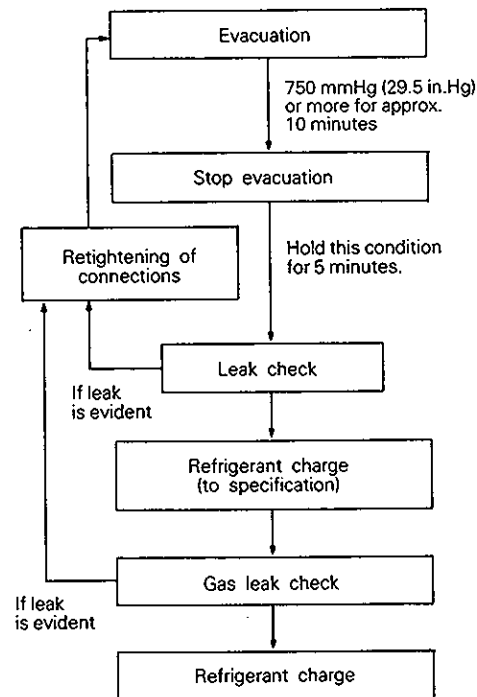 Evacuation
750 mmHg (29.5 in.Hg)
or more for approx.
10 minutes
Stop evacuation
Retightening of
connections
Hold this condition
for 5 minutes.
Leak check
If leak
is evident
Refrigerant charge
(to specification)
Gas leak check
If leak
is evident
Refrigerant charge